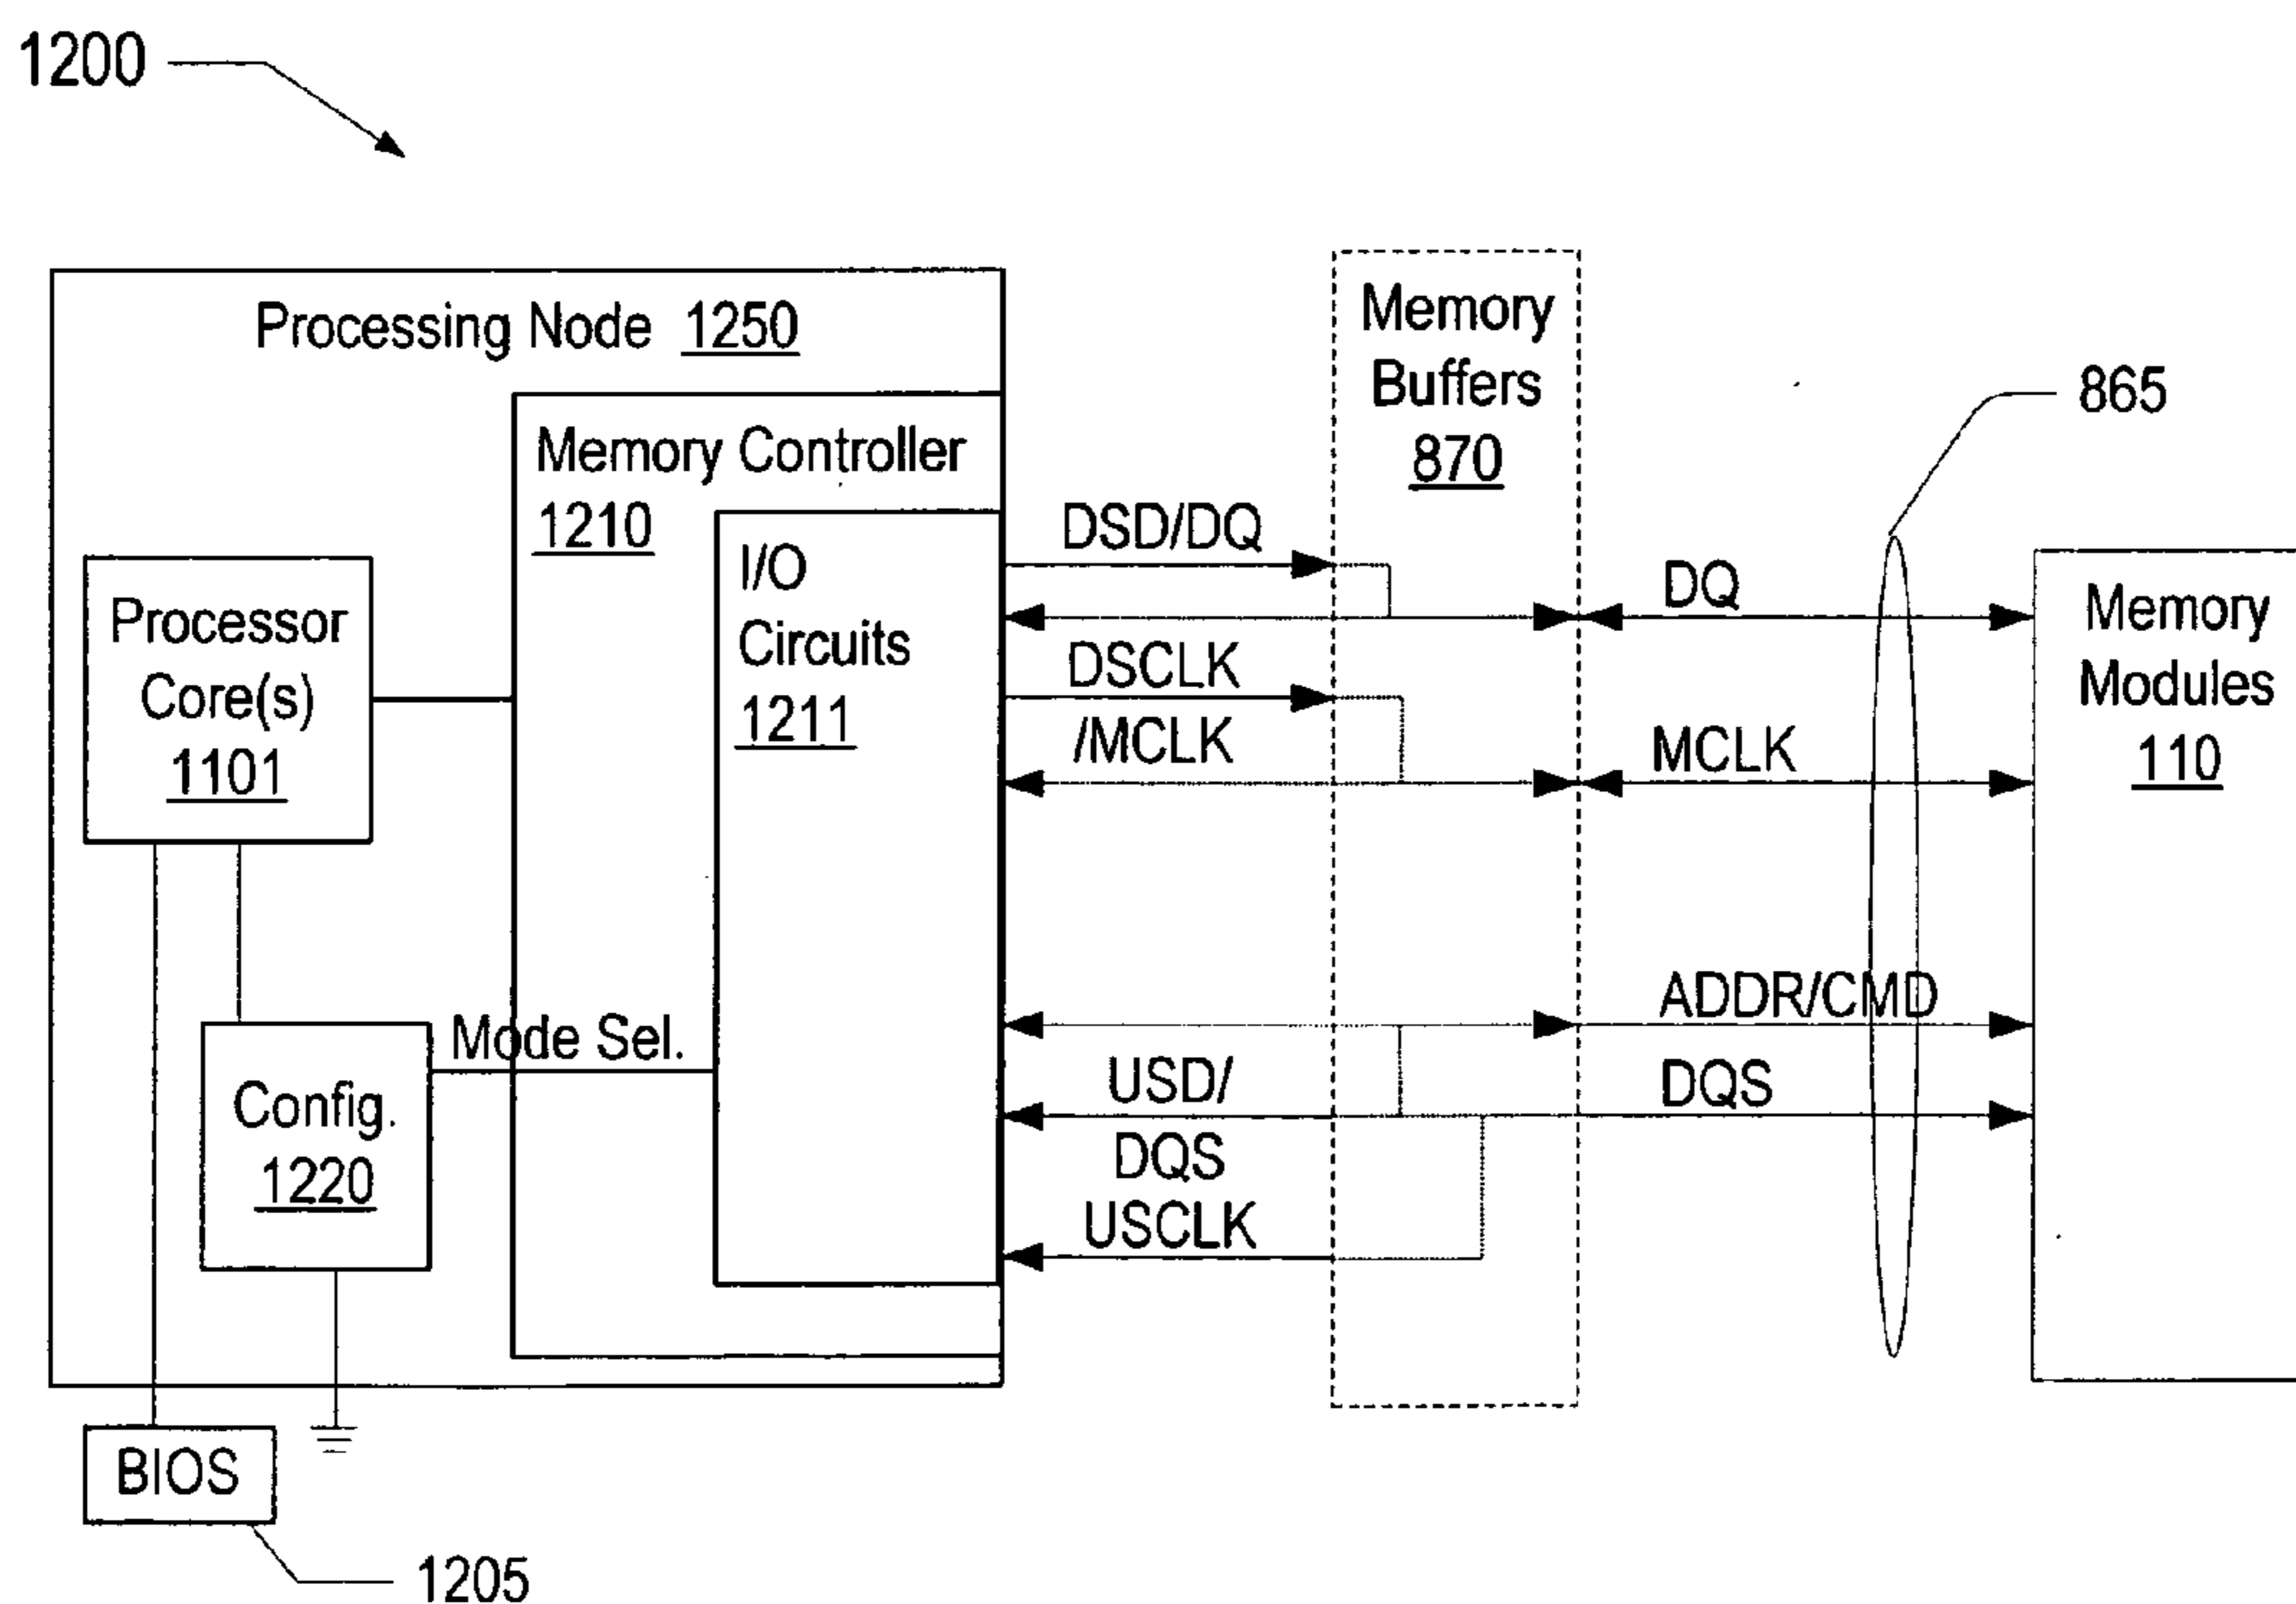 1200
Processing Node 1250
Memory Controller
1210
I/O
Circuits
1211
Processor
Core(s)
1101
Config.
1220
Mode Sel.
BIOS
1205
DSD/DQ
DSCLK
/MCLK
USD/
DQS
USCLK
Memory
Buffers
870
DQ
MCLK
ADDR/CMD
DQS
865
Memory
Modules
110